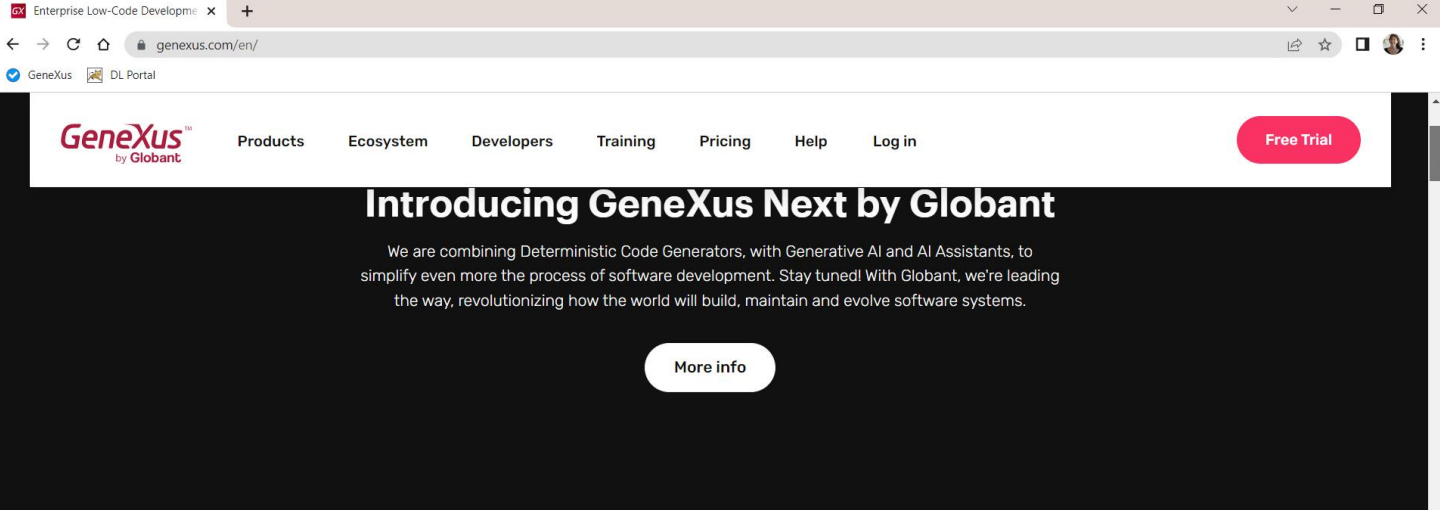 GX Enterprise Low-Code Developme
genexus.com/en/
GeneXus DL Portal
GeneXus™ Products Ecosystem Developers Training Pricing Help Log in Free Trial
by Globant
Introducing GeneXus Next by Globant
We are combining Deterministic Code Generators, with Generative AI and AI Assistants, to
simplify even more the process of software development. Stay tuned! With Globant, we're leading
the way, revolutionizing how the world will build, maintain and evolve software systems.
More info